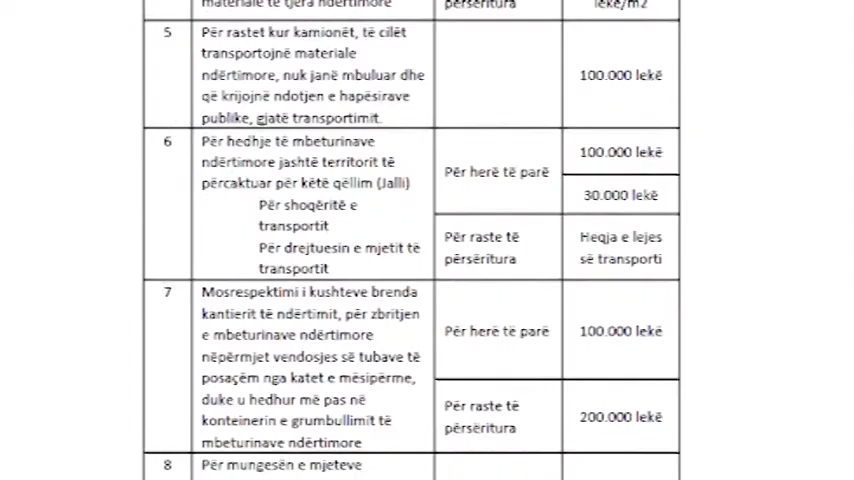 materiale të tjera ndërtimore
përsëritura
lekë/m2
5
Për rastet kur kamionët, të cilët
transportojnë materiale
ndërtimore, nuk janë mbuluar dhe
që krijojnë ndotjen e hapësirave
publike, gjatë transportimit.
100.000 lekë
6
Për hedhje të mbeturinave
ndërtimore jashtë territorit të
përcaktuar për këtë qëllim (Jalli)
Për shoqëritë e
transportit
Për drejtuesin e mjetit të
transportit
Për herë të parë
100.000 lekë
30.000 lekë
Për raste të
përsëritura
Heqja e lejes
së transporti
7
Mosrespektimi i kushteve brenda
kantierit të ndërtimit, për zbritjen
e mbeturinave ndërtimore
nëpërmjet vendosjes së tubave të
posaçëm nga katet e mësipërme,
duke u hedhur më pas në
konteinerin e grumbullimit të
mbeturinave ndërtimore
Për herë të parë
100.000 lekë
Për raste të
përsëritura
200.000 lekë
8
Për mungesën e mjeteve